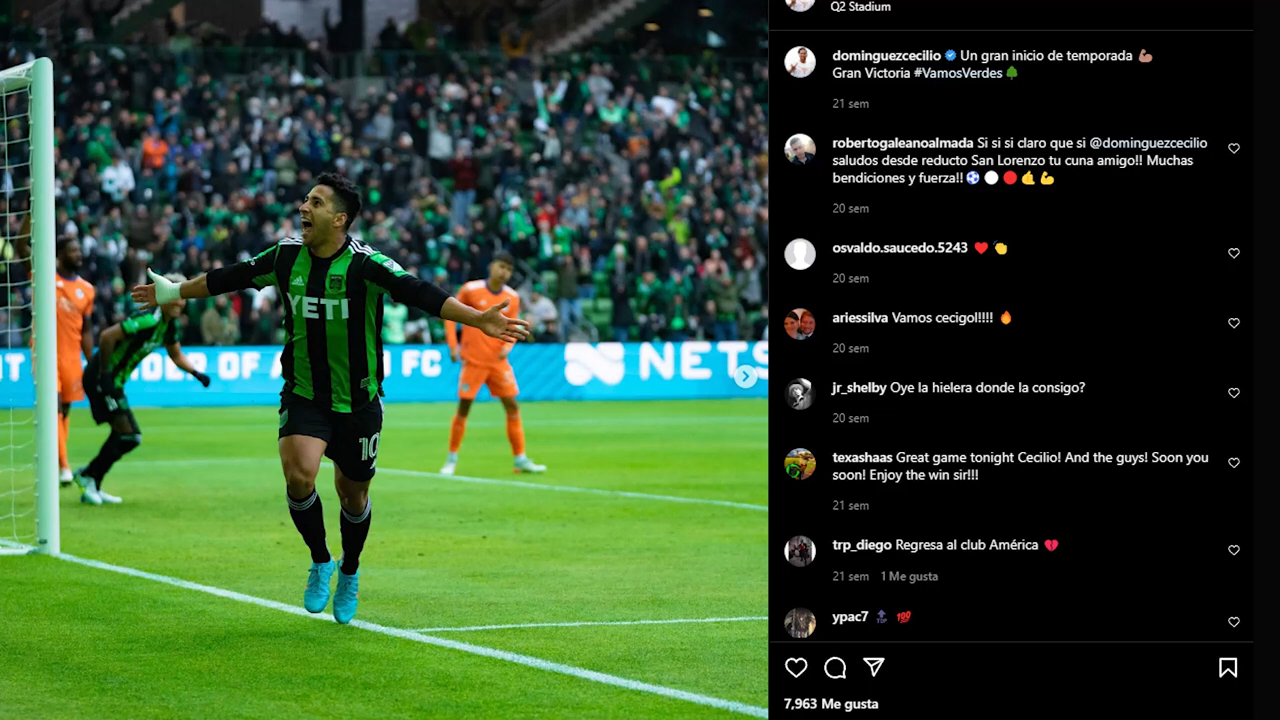 YETI
10
T
OR OF A
FC
NETS
Q2 Stadium
dominguezcecilio Un gran inicio de temporada 💪🏽
Gran Victoria #VamosVerdes 🌳
21 sem
robertogaleanoalmada Si si si claro que si @dominguezcecilio
saludos desde reducto San Lorenzo tu cuna amigo!! Muchas
bendiciones y fuerza!! ⚽⚪🔴🤙💪
20 sem
osvaldo.saucedo.5243 ❤️👏
20 sem
ariessilva Vamos cecigol!!!! 🔥
20 sem
jr_shelby Oye la hielera donde la consigo?
20 sem
texashaas Great game tonight Cecilio! And the guys! Soon you
soon! Enjoy the win sir!!!
21 sem
trp_diego Regresa al club América 💔
21 sem 1 Me gusta
ypac7 🔝 💯
7,963 Me gusta